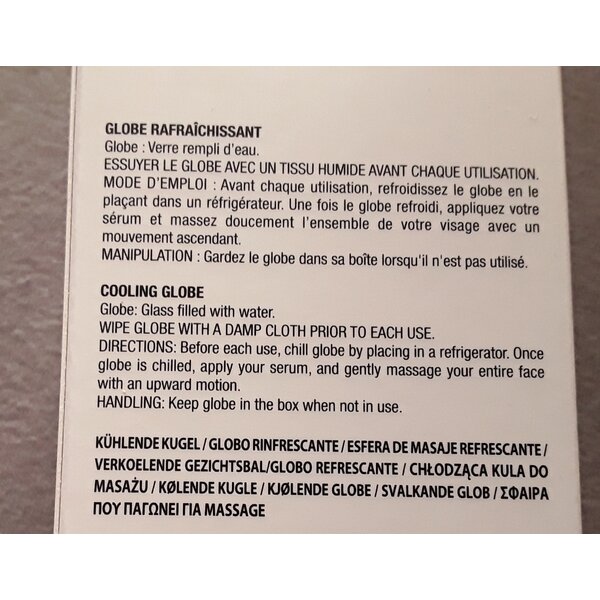 GLOBE RAFRAÎCHISSANT
Globe : Verre rempli d'eau.
ESSUYER LE GLOBE AVEC UN TISSU HUMIDE AVANT CHAQUE UTILISATION.
MODE D'EMPLOI : Avant chaque utilisation, refroidissez le globe en le
plaçant dans un réfrigérateur. Une fois le globe refroidi, appliquez votre
sérum et massez doucement l'ensemble de votre visage avec un
mouvement ascendant.
MANIPULATION : Gardez le globe dans sa boîte lorsqu'il n'est pas utilisé.
COOLING GLOBE
Globe: Glass filled with water.
WIPE GLOBE WITH A DAMP CLOTH PRIOR TO EACH USE.
DIRECTIONS: Before each use, chill globe by placing in a refrigerator. Once
globe is chilled, apply your serum, and gently massage your entire face
with an upward motion.
HANDLING: Keep globe in the box when not in use.
KÜHLENDE KUGEL / GLOBO RINFRESCANTE / ESFERA DE MASAJE REFRESCANTE /
VERKOELENDE GEZICHTSBAL/GLOBO REFRESCANTE / CHŁODZĄCA KULA DO
MASAŻU / KØLENDE KUGLE / KJØLENDE GLOBE / SVALKANDE GLOB / ΣΦΑΙΡΑ
ΠΟΥ ΠΑΓΩΝΕΙ ΓΙΑ MASSAGE